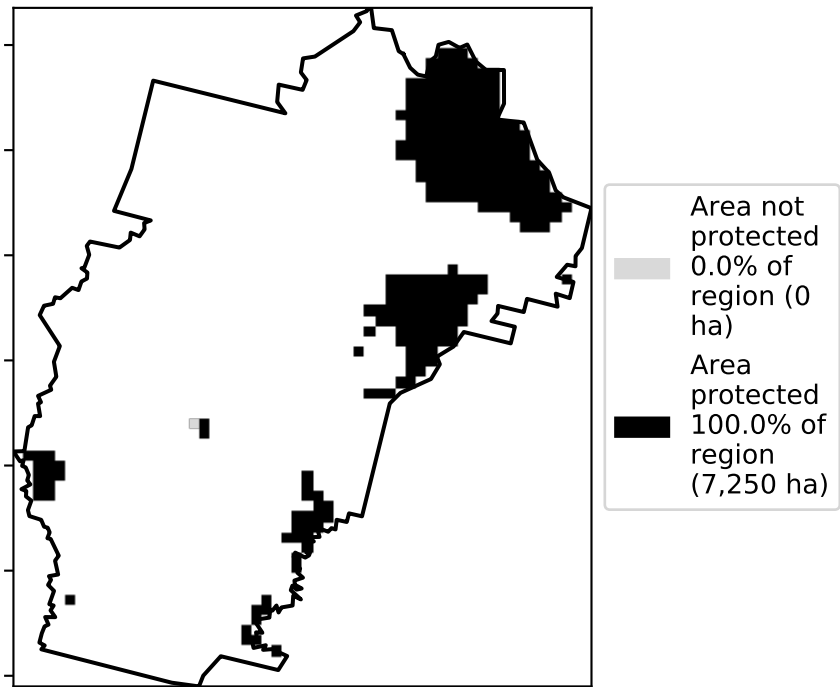 Area not
protected
0.0% of
region (0
ha)
Area
protected
100.0% of
region
(7,250 ha)